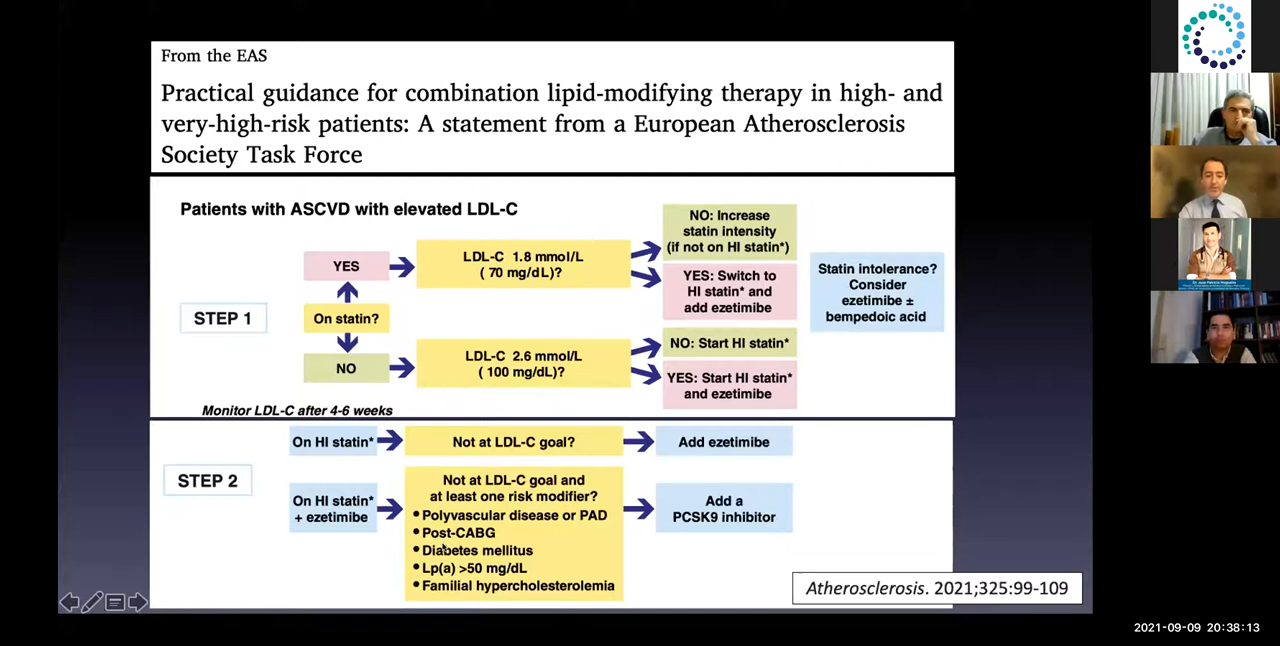 From the EAS
Practical guidance for combination lipid-modifying therapy in high- and
very-high-risk patients: A statement from a European Atherosclerosis
Society Task Force
Patients with ASCVD with elevated LDL-C
STEP 1
On statin?
YES
LDL-C 1.8 mmol/L
( 70 mg/dL)?
NO: Increase
statin intensity
(if not on HI statin*)
YES: Switch to
HI statin* and
add ezetimibe
NO
LDL-C 2.6 mmol/L
( 100 mg/dL)?
NO: Start HI statin*
YES: Start HI statin*
and ezetimibe
Statin intolerance?
Consider
ezetimibe ±
bempedoic acid
Monitor LDL-C after 4-6 weeks
STEP 2
On HI statin*
Not at LDL-C goal?
Add ezetimibe
On HI statin*
+ ezetimibe
Not at LDL-C goal and
at least one risk modifier?
• Polyvascular disease or PAD
• Post-CABG
• Diabetes mellitus
• Lp(a) >50 mg/dL
• Familial hypercholesterolemia
Add a
PCSK9 inhibitor
Atherosclerosis. 2021;325:99-109
2021-09-09 20:38:13